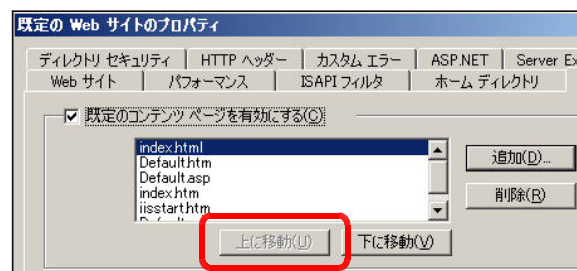 既定の Web サイトのプロパティ
ディレクトリ セキュリティ HTTP ヘッダー カスタム エラー ASP.NET Server Ex
Web サイト パフォーマンス ISAPI フィルタ ホーム ディレクトリ
既定のコンテンツ ページを有効にする(C)
index.html
Default.htm
Default.asp
index.htm
iisstart.htm
追加(D)...
削除(R)
上に移動(U) 下に移動(V)